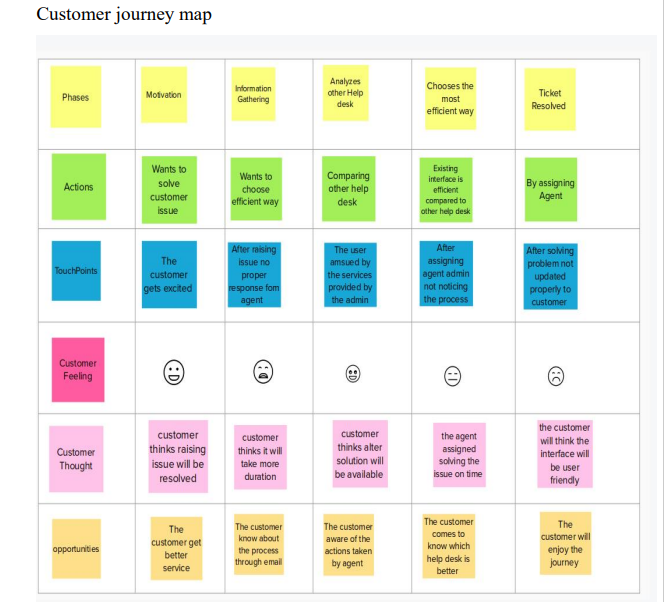 Customer journey map
Phases
Motivation
Information
Gathering
Analyzes
other Help
desk
Chooses the
most
efficient way
Ticket
Resolved
Actions
Wants to
solve
customer
issue
Wants to
choose
efficient way
Comparing
other help
desk
Existing
interface is
efficient
compared to
other help desk
By assigning
Agent
TouchPoints
The
customer
gets excited
After raising
issue no
proper
response fom
agent
The user
amsued by
the services
provided by
the admin
After
assigning
agent admin
not noticing
the process
After solving
problem not
updated
properly to
customer
Customer
Feeling
Customer
Thought
customer
thinks raising
issue will be
resolved
customer
thinks it will
take more
duration
customer
thinks alter
solution will
be available
the agent
assigned
solving the
issue on time
the customer
will think the
interface will
be user
friendly
opportunities
The
customer get
better
service
The customer
know about
the process
through email
The customer
aware of the
actions taken
by agent
The customer
comes to
know which
help desk is
better
The
customer will
enjoy the
journey